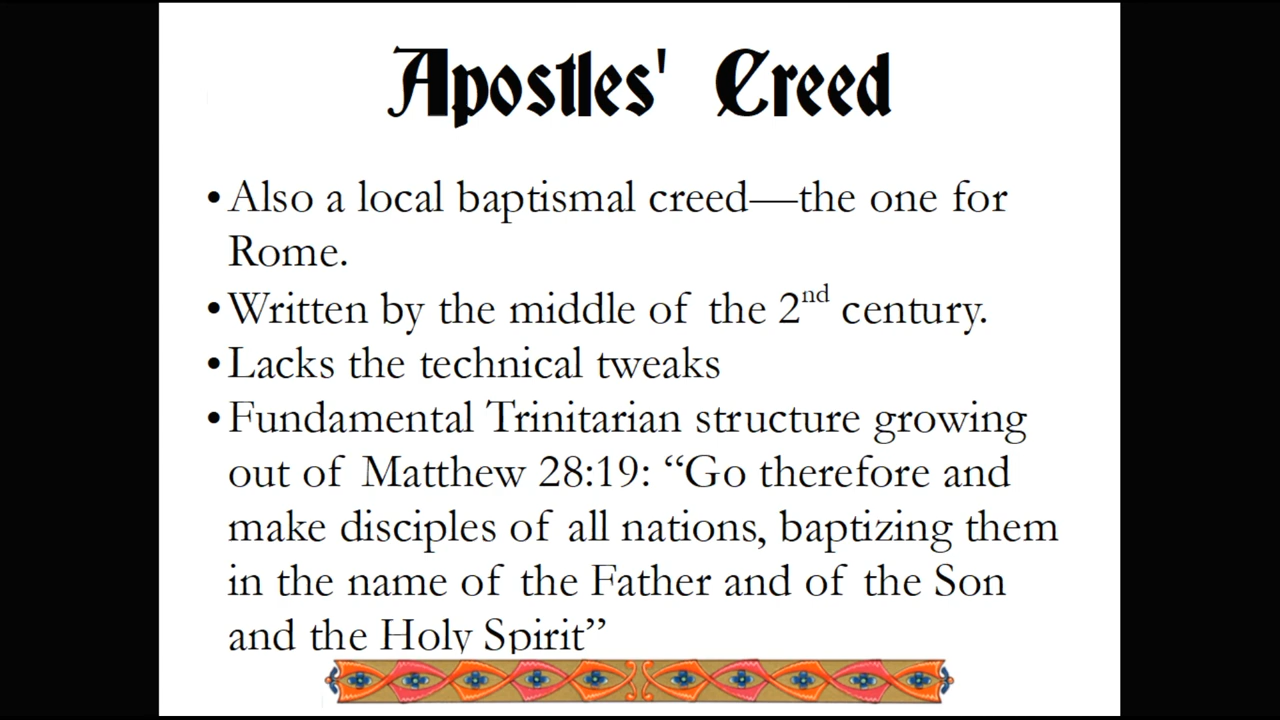 Apostles' Creed
•Also a local baptismal creed—the one for
Rome.
•Written by the middle of the 2nd century.
•Lacks the technical tweaks
•Fundamental Trinitarian structure growing
out of Matthew 28:19: “Go therefore and
make disciples of all nations, baptizing them
in the name of the Father and of the Son
and the Holy Spirit”